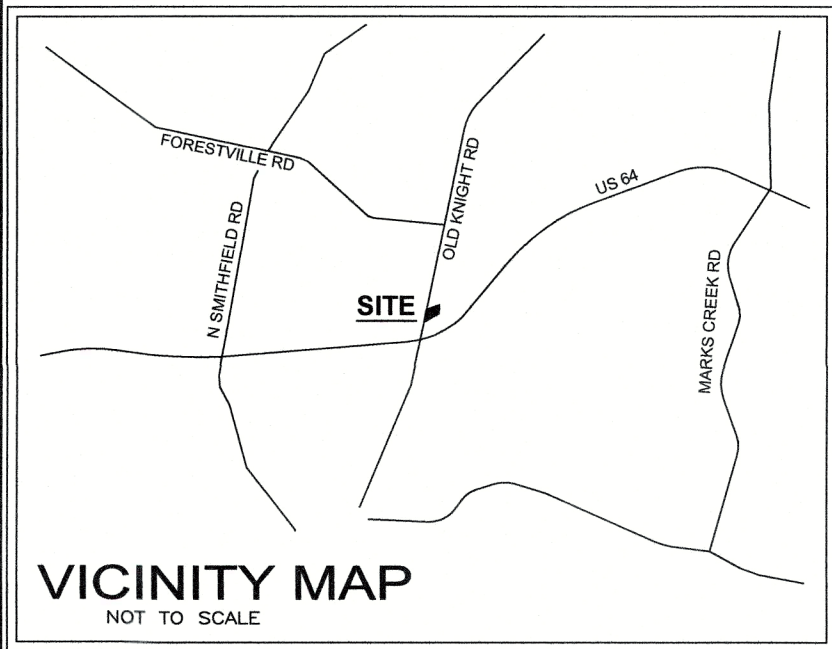 FORESTVILLE RD
OLD KNIGHT RD
US 64
N SMITHFIELD RD
MARKS CREEK RD
SITE
VICINITY MAP
NOT TO SCALE